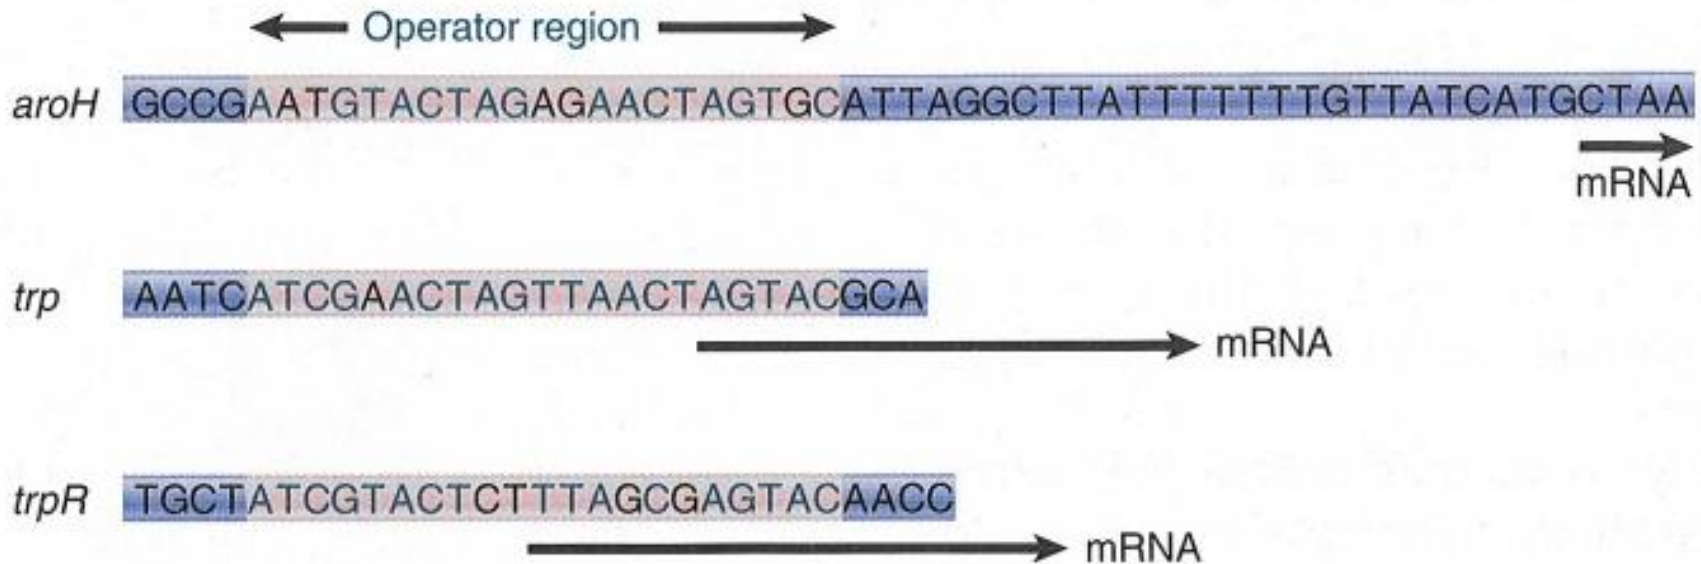 Operator region
aroH GCCGAATGTACTAGAGAACTAGTGCATTAGGCTTATTTTTTTGTTATCATGCTAA
mRNA
trp AATCATCGAACTAGTTAACTAGTACGCA
mRNA
trpR TGCTATCGTACTCTTTAGCGAGTACAACC
mRNA